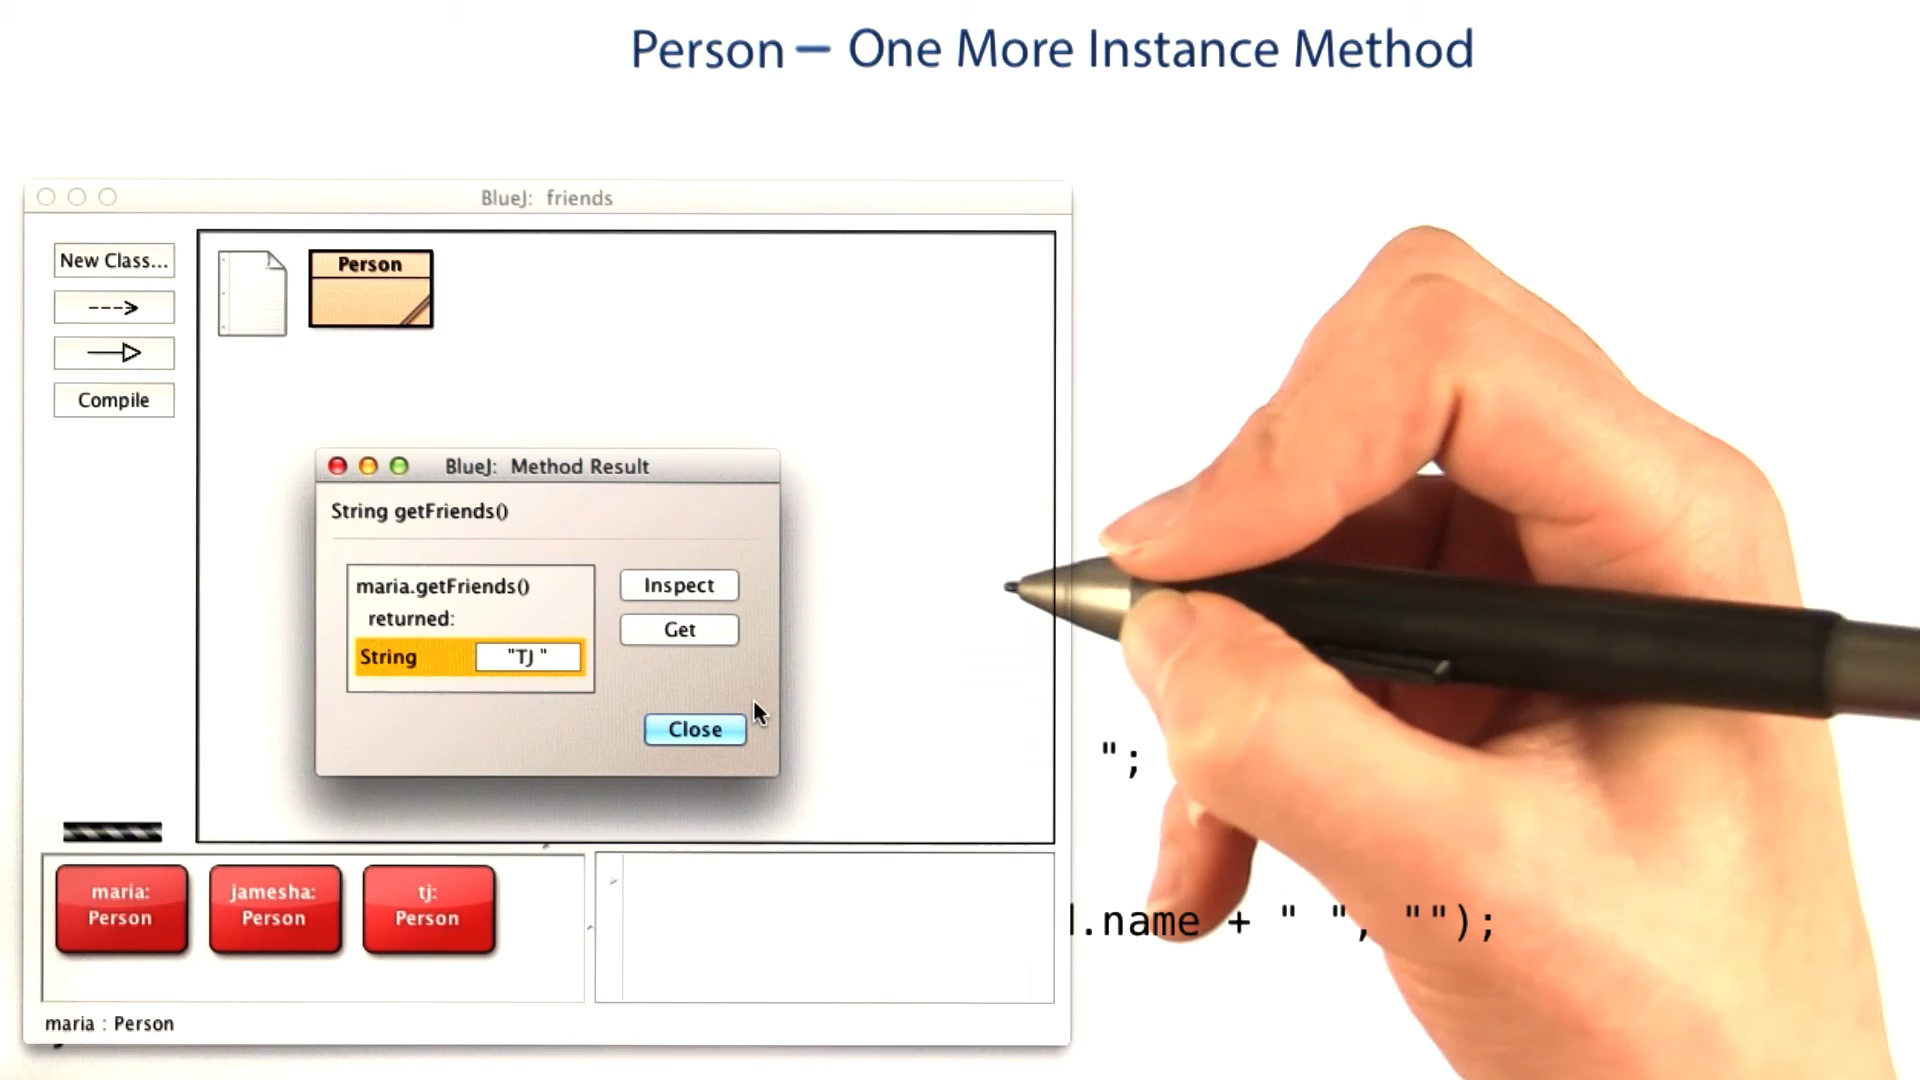 Person — One More Instance Method
BlueJ: friends
New Class...
Person
Compile
BlueJ: Method Result
String getFriends()
maria.getFriends()
returned:
String "TJ "
Inspect
Get
Close
";
.name + " ", "");
maria:
Person
jamesha:
Person
tj:
Person
maria : Person